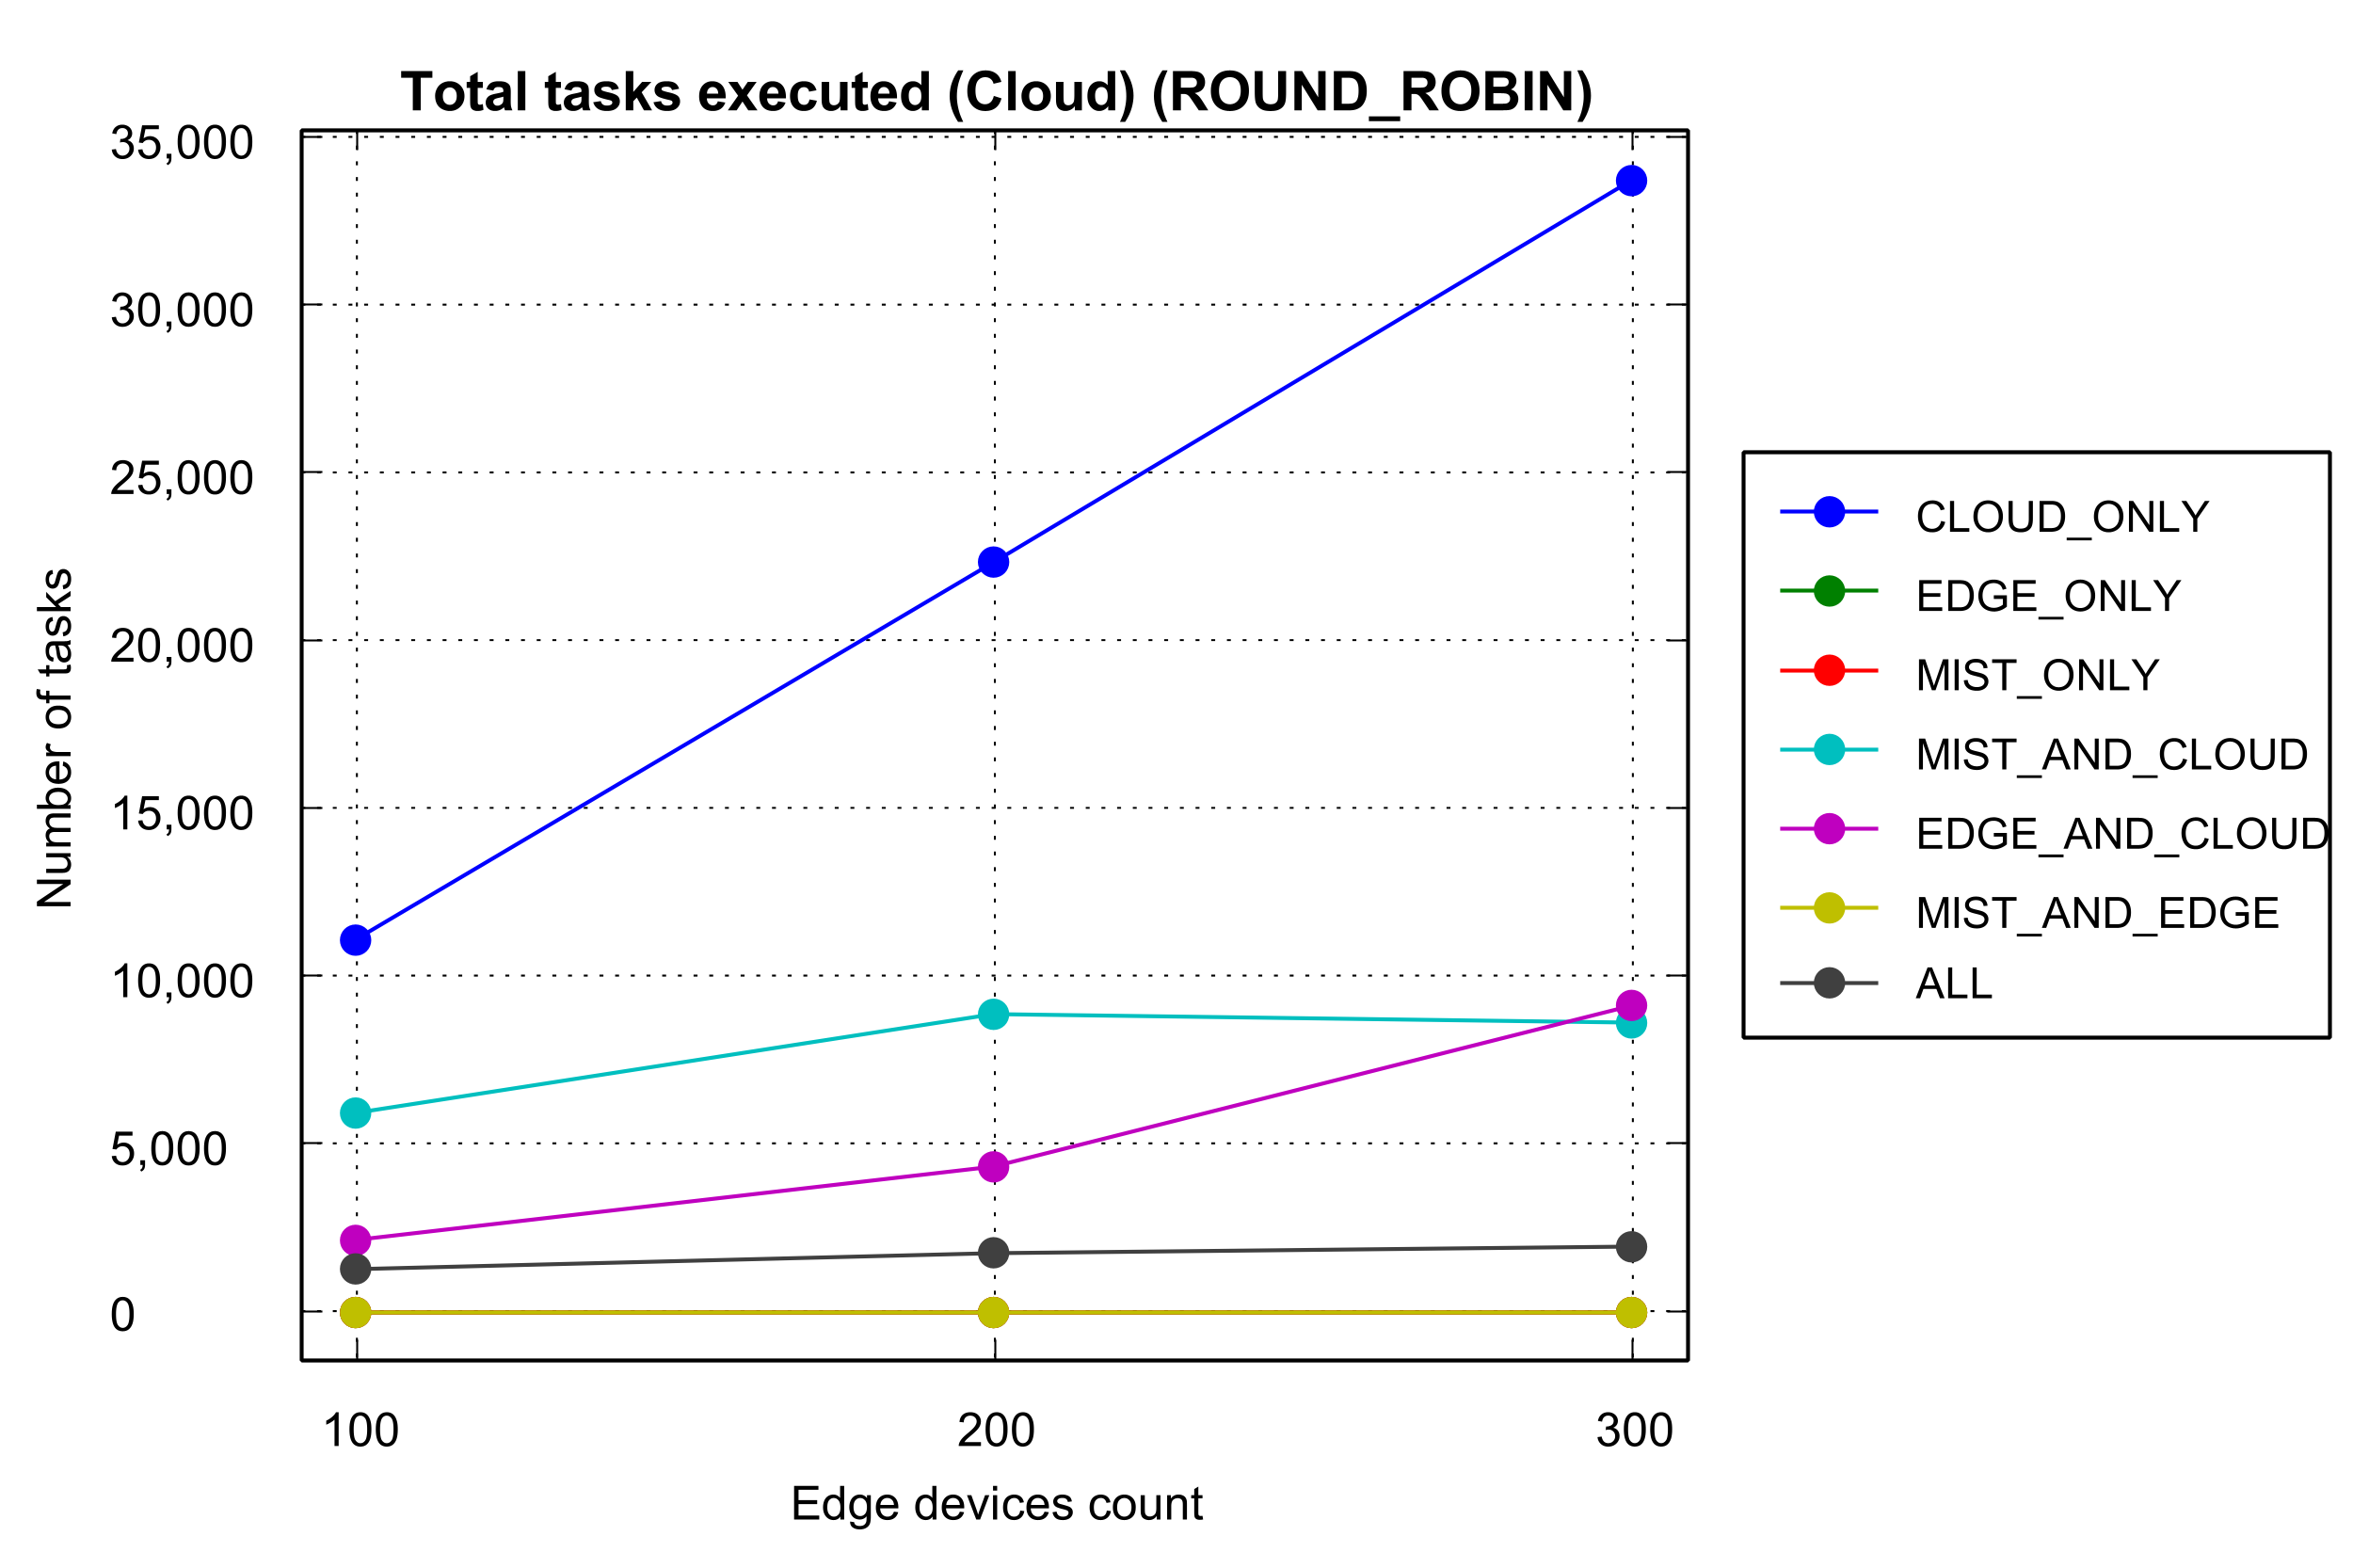 Total tasks executed (Cloud) (ROUND_ROBIN)
35,000
30,000
25,000
20,000
15,000
10,000
5,000
0
Number of tasks
100
200
300
Edge devices count
CLOUD_ONLY
EDGE_ONLY
MIST_ONLY
MIST_AND_CLOUD
EDGE_AND_CLOUD
MIST_AND_EDGE
ALL